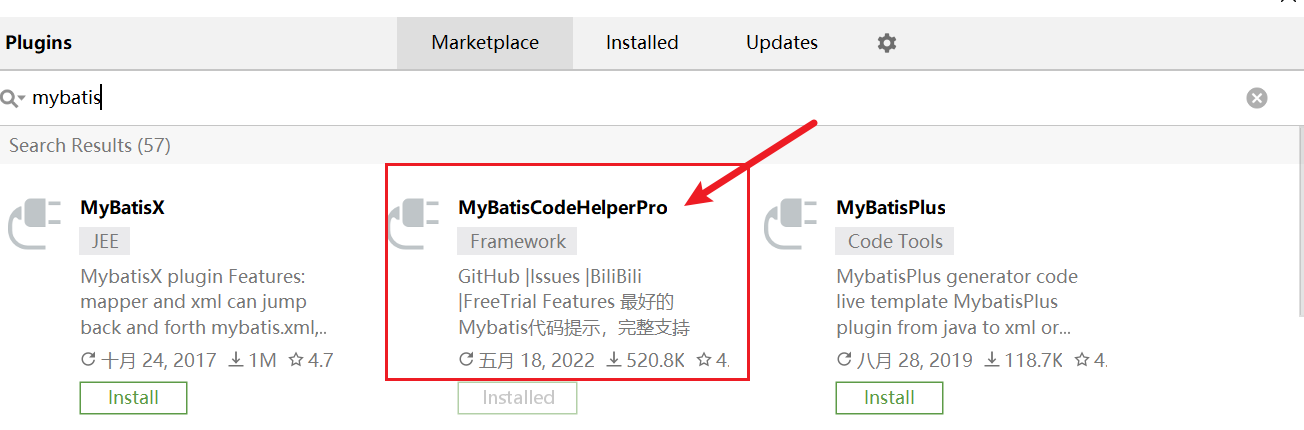 Plugins
Marketplace
Installed
Updates
mybatis
Search Results (57)
MyBatisX
JEE
MybatisX plugin Features:
mapper and xml can jump
back and forth mybatis.xml,..
十月 24, 2017 1M 4.7
Install
MyBatisCodeHelperPro
Framework
GitHub |Issues |BiliBili
|FreeTrial Features 最好的
Mybatis代码提示，完整支持
五月 18, 2022 520.8K 4.
Installed
MyBatisPlus
Code Tools
MybatisPlus generator code
live template MybatisPlus
plugin from java to xml or...
八月 28, 2019 118.7K 4.
Install